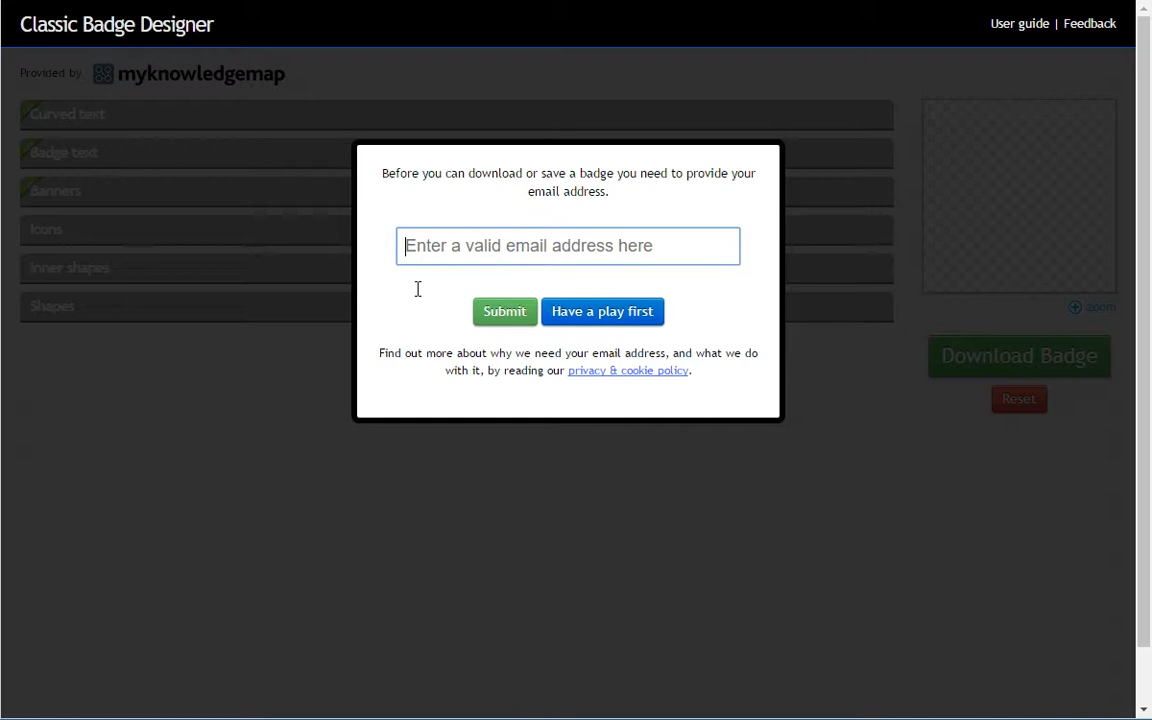 Classic Badge Designer
User guide | Feedback
Provided by myknowledgemap
Curved text
Badge text
Banners
Icons
Inner shapes
Shapes
Before you can download or save a badge you need to provide your
email address.
Enter a valid email address here
Submit
Have a play first
Find out more about why we need your email address, and what we do
with it, by reading our privacy & cookie policy.
zoom
Download Badge
Reset